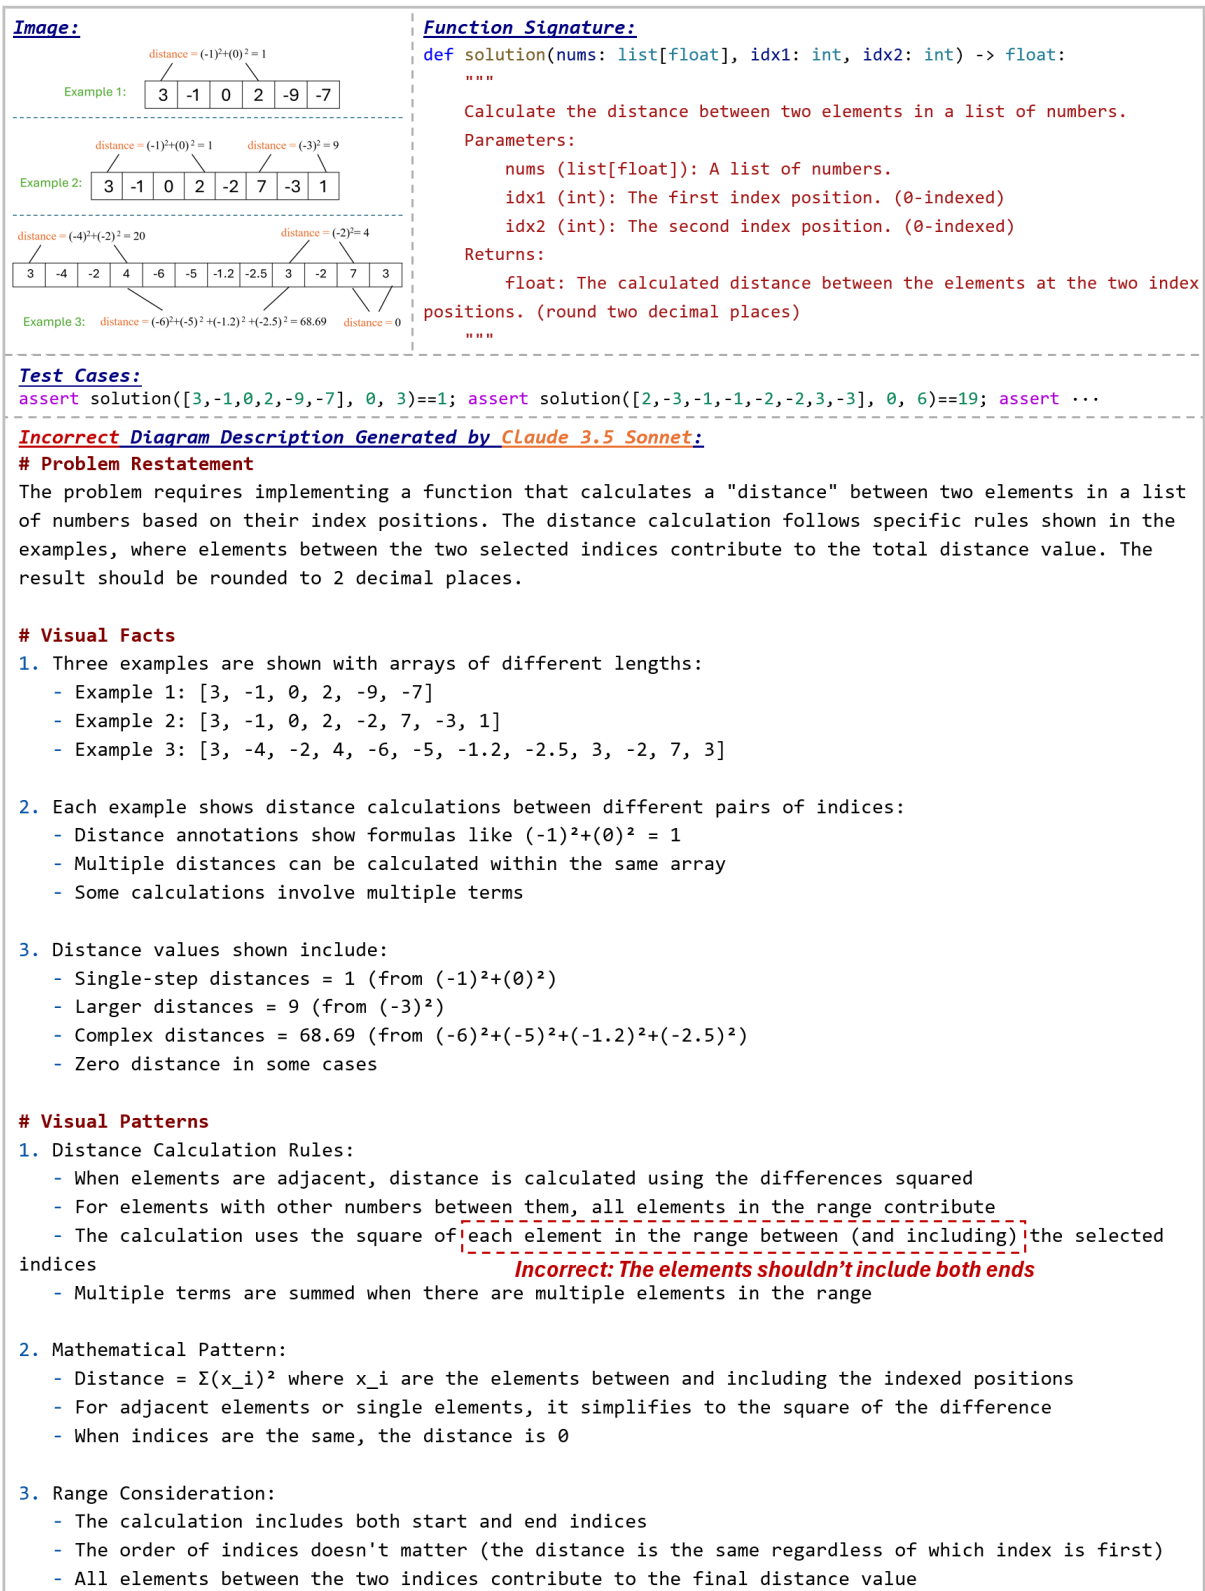 Image:
distance = (-1)²+(0)² = 1
Example 1:
3 -1 0 2 -9 -7
distance = (-1)²+(0)² = 1 distance = (-3)² = 9
Example 2:
3 -1 0 2 -2 7 -3 1
distance = (-4)²+(-2)² = 20 distance = (-2)²= 4
3 -4 -2 4 -6 -5 -1.2 -2.5 3 -2 7 3
Example 3: distance = (-6)²+(-5)² +(-1.2)² +(-2.5)² = 68.69 distance = 0
Function Signature:
def solution(nums: list[float], idx1: int, idx2: int) -> float:
"""
Calculate the distance between two elements in a list of numbers.
Parameters:
nums (list[float]): A list of numbers.
idx1 (int): The first index position. (0-indexed)
idx2 (int): The second index position. (0-indexed)
Returns:
float: The calculated distance between the elements at the two index
positions. (round two decimal places)
"""
Test Cases:
assert solution([3,-1,0,2,-9,-7], 0, 3)==1; assert solution([2,-3,-1,-1,-2,-2,3,-3], 0, 6)==19; assert ···
Incorrect Diagram Description Generated by Claude 3.5 Sonnet:
# Problem Restatement
The problem requires implementing a function that calculates a "distance" between two elements in a list
of numbers based on their index positions. The distance calculation follows specific rules shown in the
examples, where elements between the two selected indices contribute to the total distance value. The
result should be rounded to 2 decimal places.
# Visual Facts
1. Three examples are shown with arrays of different lengths:
- Example 1: [3, -1, 0, 2, -9, -7]
- Example 2: [3, -1, 0, 2, -2, 7, -3, 1]
- Example 3: [3, -4, -2, 4, -6, -5, -1.2, -2.5, 3, -2, 7, 3]
2. Each example shows distance calculations between different pairs of indices:
- Distance annotations show formulas like (-1)²+(0)² = 1
- Multiple distances can be calculated within the same array
- Some calculations involve multiple terms
3. Distance values shown include:
- Single-step distances = 1 (from (-1)²+(0)²)
- Larger distances = 9 (from (-3)²)
- Complex distances = 68.69 (from (-6)²+(-5)²+(-1.2)²+(-2.5)²)
- Zero distance in some cases
# Visual Patterns
1. Distance Calculation Rules:
- When elements are adjacent, distance is calculated using the differences squared
- For elements with other numbers between them, all elements in the range contribute
- The calculation uses the square of each element in the range between (and including) the selected
indices
Incorrect: The elements shouldn't include both ends
- Multiple terms are summed when there are multiple elements in the range
2. Mathematical Pattern:
- Distance = Σ(x_i)² where x_i are the elements between and including the indexed positions
- For adjacent elements or single elements, it simplifies to the square of the difference
- When indices are the same, the distance is 0
3. Range Consideration:
- The calculation includes both start and end indices
- The order of indices doesn't matter (the distance is the same regardless of which index is first)
- All elements between the two indices contribute to the final distance value